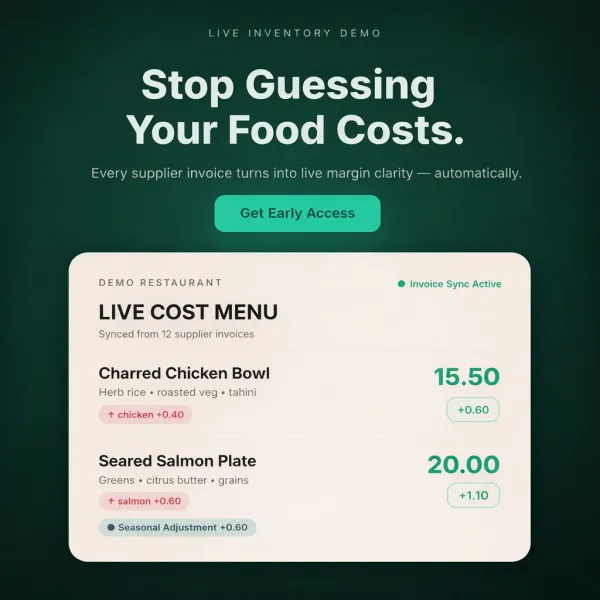 LIVE INVENTORY DEMO
Stop Guessing
Your Food Costs.
Every supplier invoice turns into live margin clarity — automatically.
Get Early Access
DEMO RESTAURANT
● Invoice Sync Active
LIVE COST MENU
Synced from 12 supplier invoices
Charred Chicken Bowl
15.50
Herb rice • roasted veg • tahini
↑ chicken +0.40
+0.60
Seared Salmon Plate
20.00
Greens • citrus butter • grains
↑ salmon +0.60
+1.10
● Seasonal Adjustment +0.60